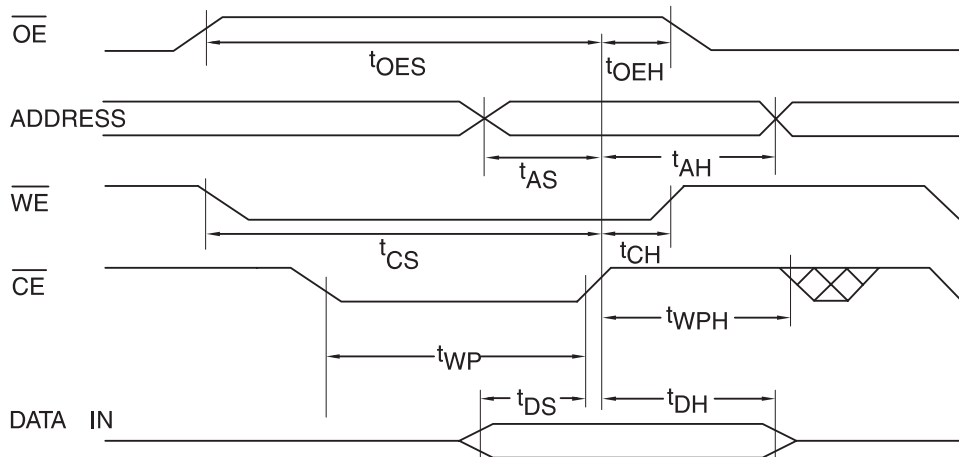 OE
tOES
tOEH
ADDRESS
tAS
tAH
WE
tCS
tCH
CE
tWPH
tWP
tDS
tDH
DATA IN